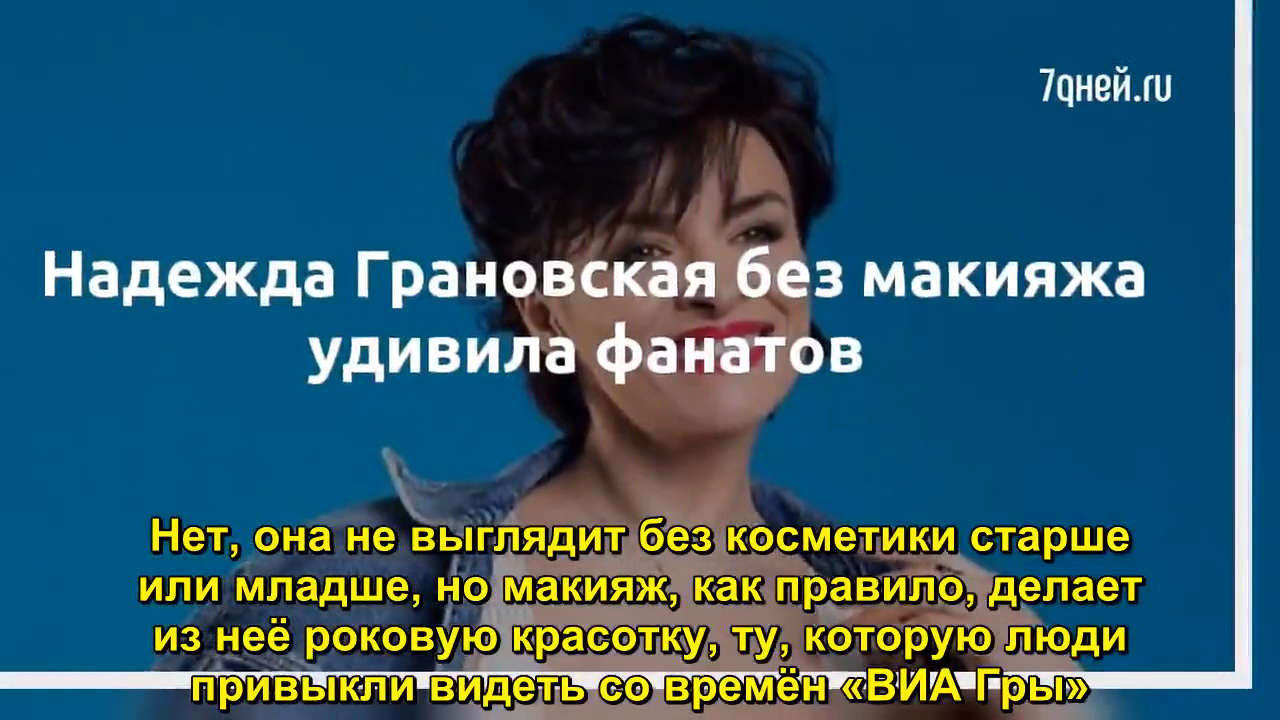 7дней.ru
Надежда Грановская без макияжа
удивила фанатов
Нет, она не выглядит без косметики старше
или младше, но макияж, как правило, делает
из неё роковую красотку, ту, которую люди
привыкли видеть со времён «ВИА Гры»